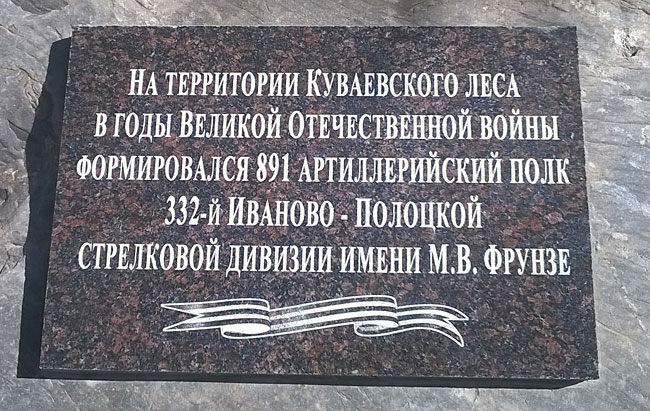 На территории Куваевского леса
в годы Великой Отечественной войны
формировался 891 артиллерийский полк
332-й Иваново - Полоцкой
стрелковой дивизии имени М.В. Фрунзе